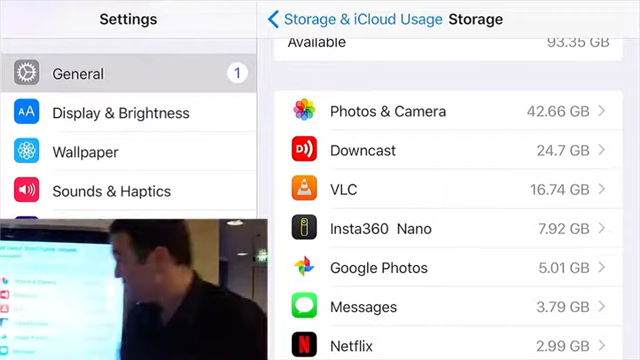 Settings
Storage & iCloud Usage Storage
Available 93.35 GB
General 1
AA Display & Brightness
Wallpaper
Sounds & Haptics
Photos & Camera 42.66 GB
Downcast 24.7 GB
VLC 16.74 GB
Insta360 Nano 7.92 GB
Google Photos 5.01 GB
Messages 3.79 GB
N Netflix 2.99 GB